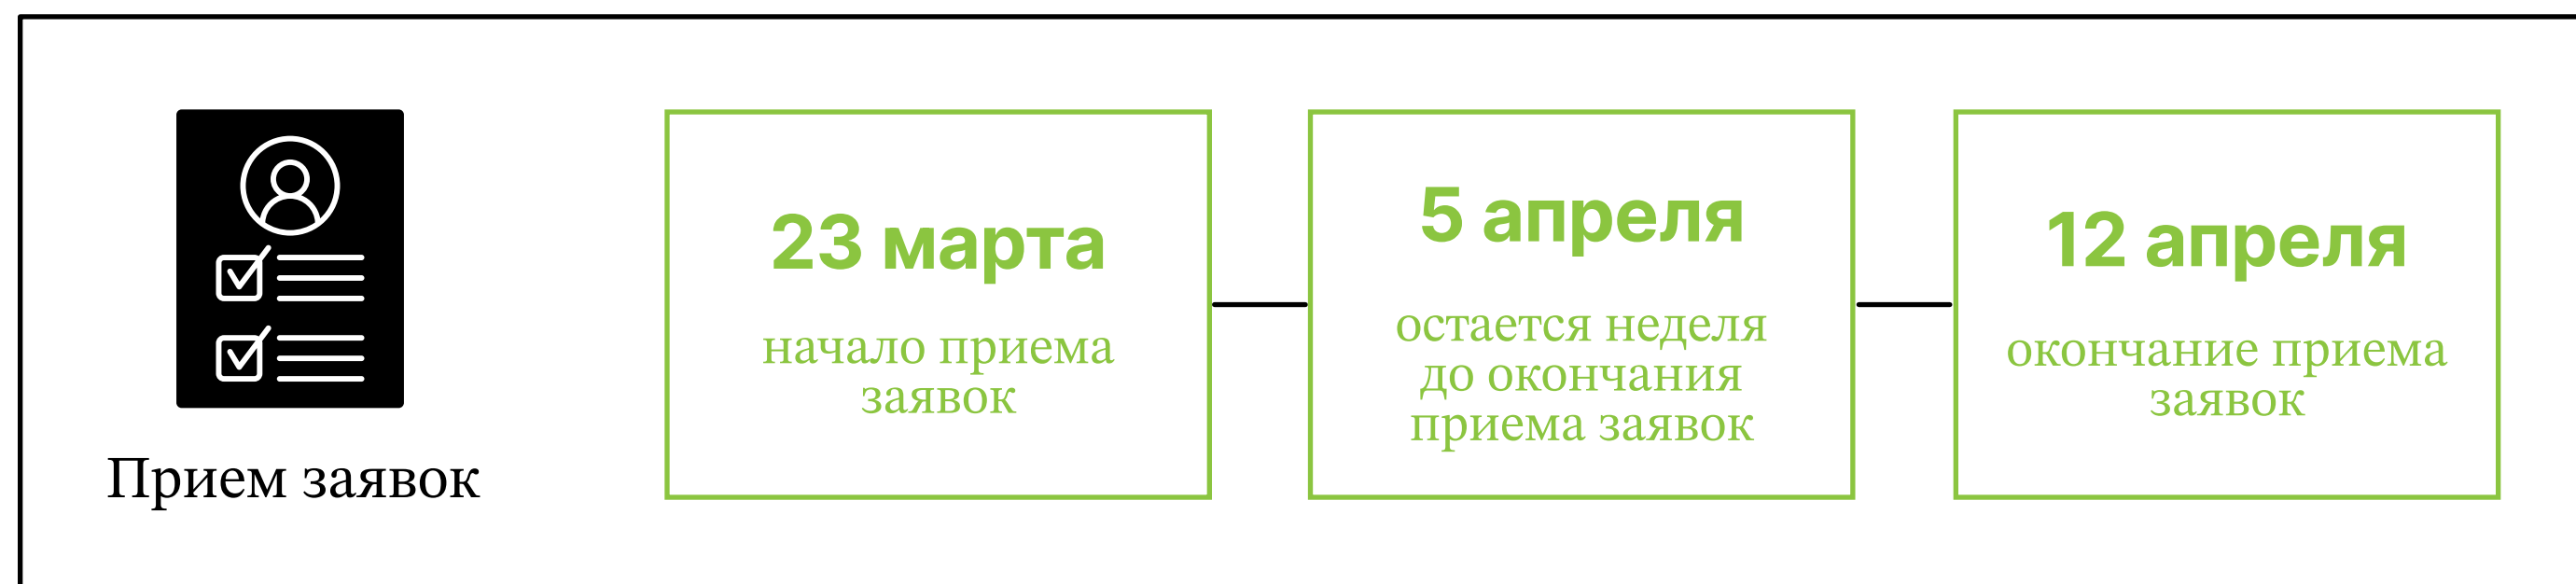 Прием заявок
23 марта
начало приема
заявок
5 апреля
остается неделя
до окончания
приема заявок
12 апреля
окончание приема
заявок